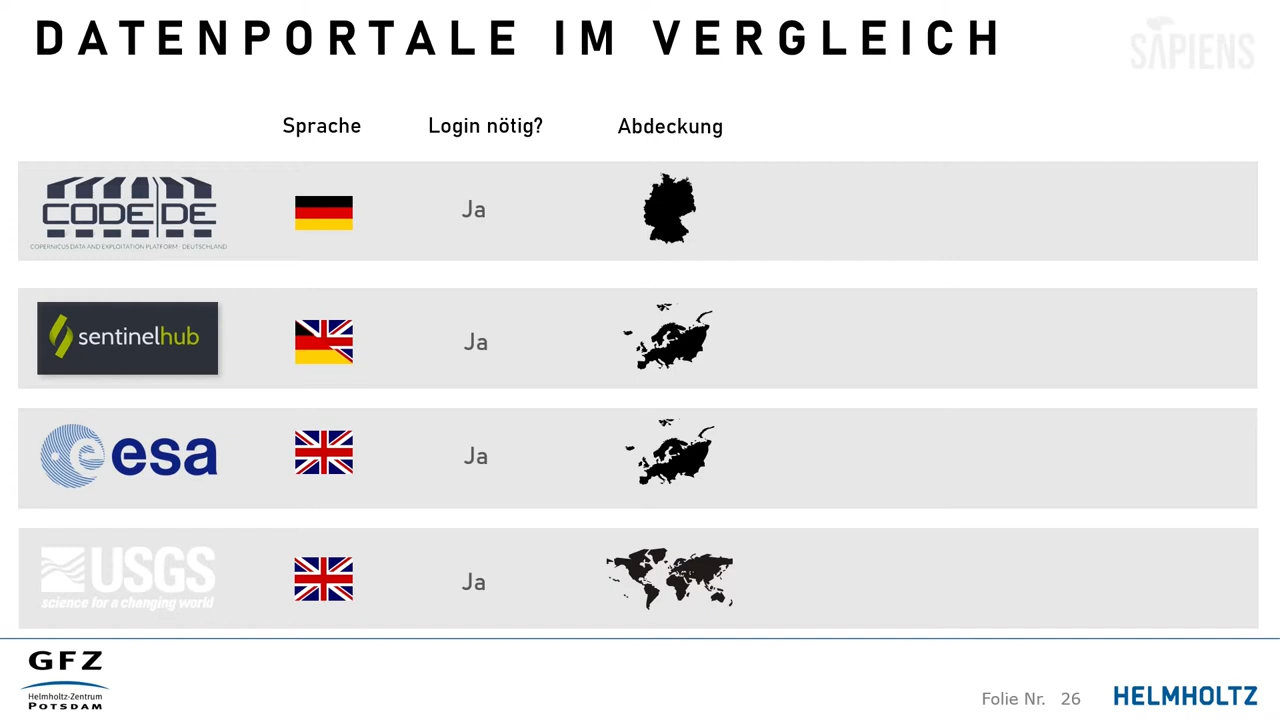 DATENPORTALE IM VERGLEICH
SAPIENS
Sprache Login nötig? Abdeckung
CODE DE
COPERNICUS DATA AND EXPLOITATION PLATFORM - DEUTSCHLAND
Ja
sentinelhub
Ja
esa
Ja
USGS
science for a changing world
Ja
GFZ
Helmholtz-Zentrum
POTSDAM
Folie Nr. 26
HELMHOLTZ